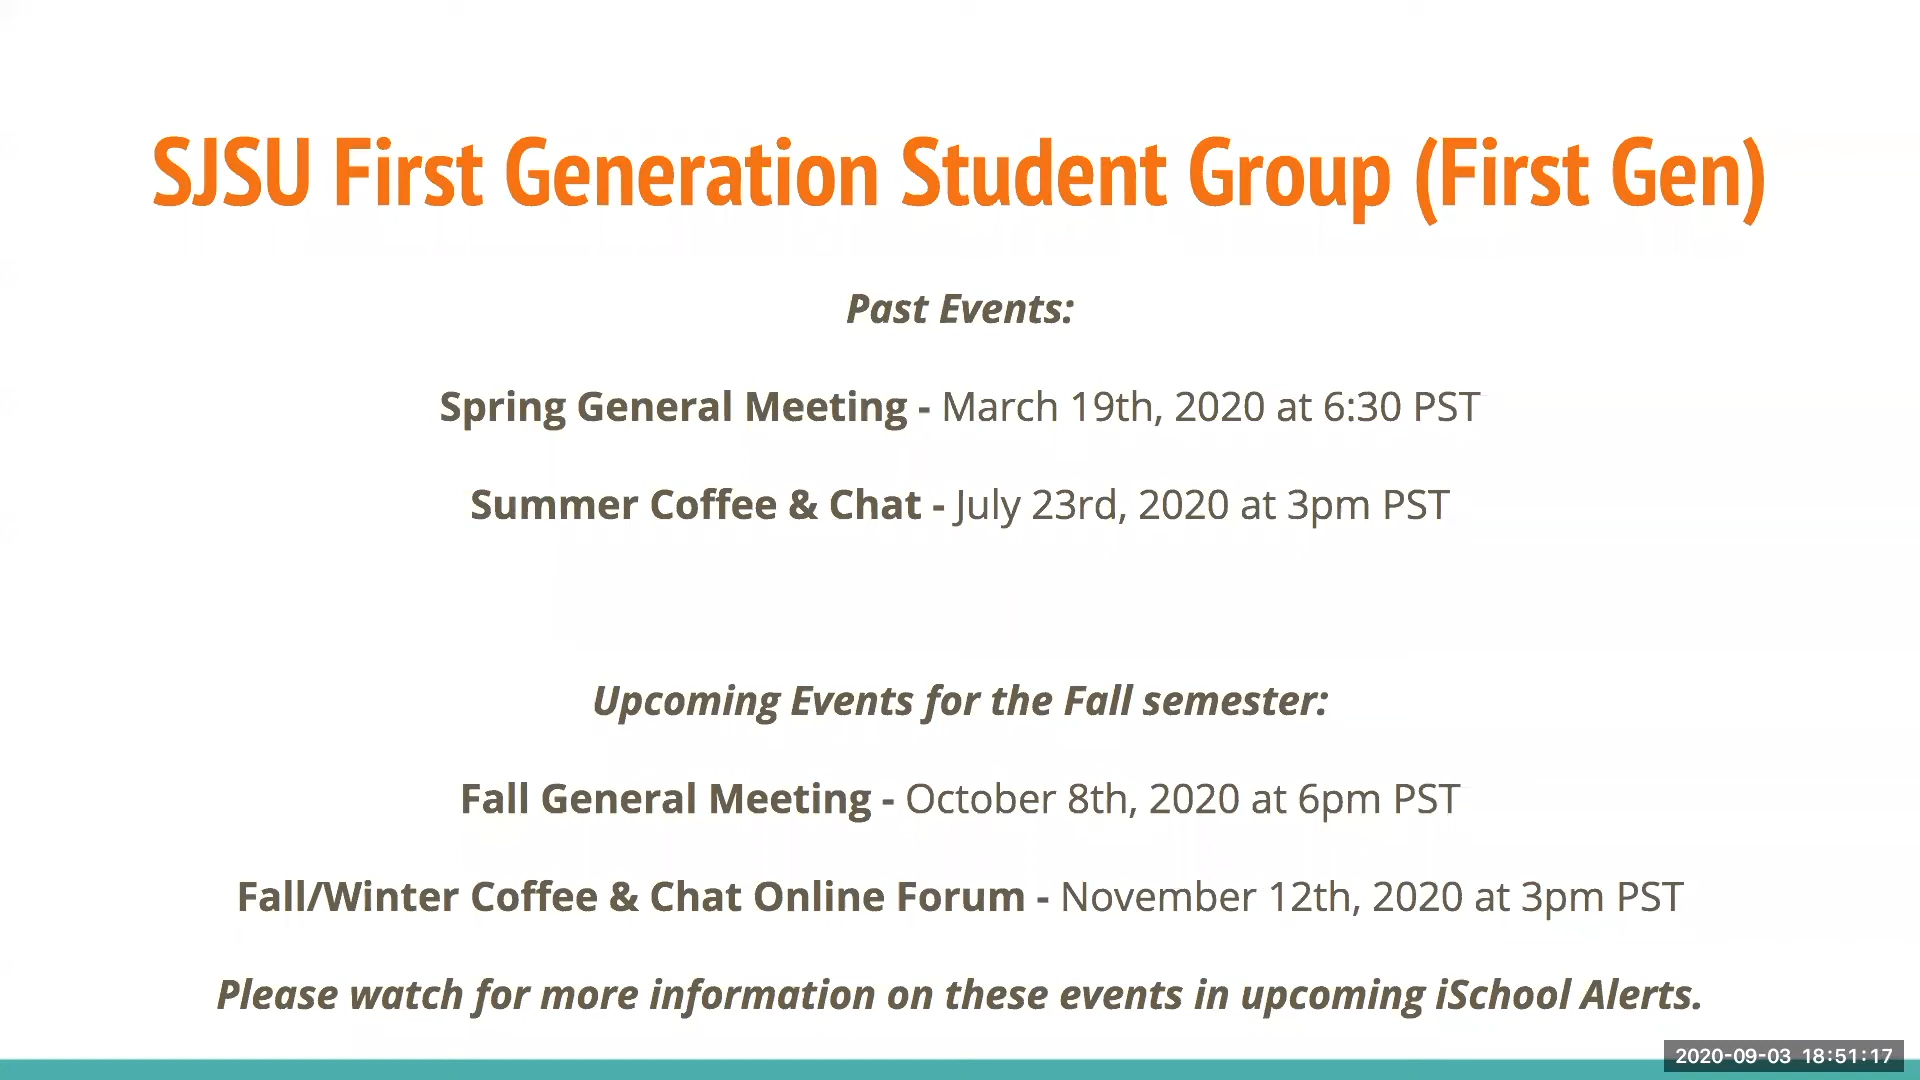 SJSU First Generation Student Group (First Gen)
Past Events:
Spring General Meeting - March 19th, 2020 at 6:30 PST
Summer Coffee & Chat - July 23rd, 2020 at 3pm PST
Upcoming Events for the Fall semester:
Fall General Meeting - October 8th, 2020 at 6pm PST
Fall/Winter Coffee & Chat Online Forum - November 12th, 2020 at 3pm PST
Please watch for more information on these events in upcoming iSchool Alerts.
2020-09-03 18:51:17